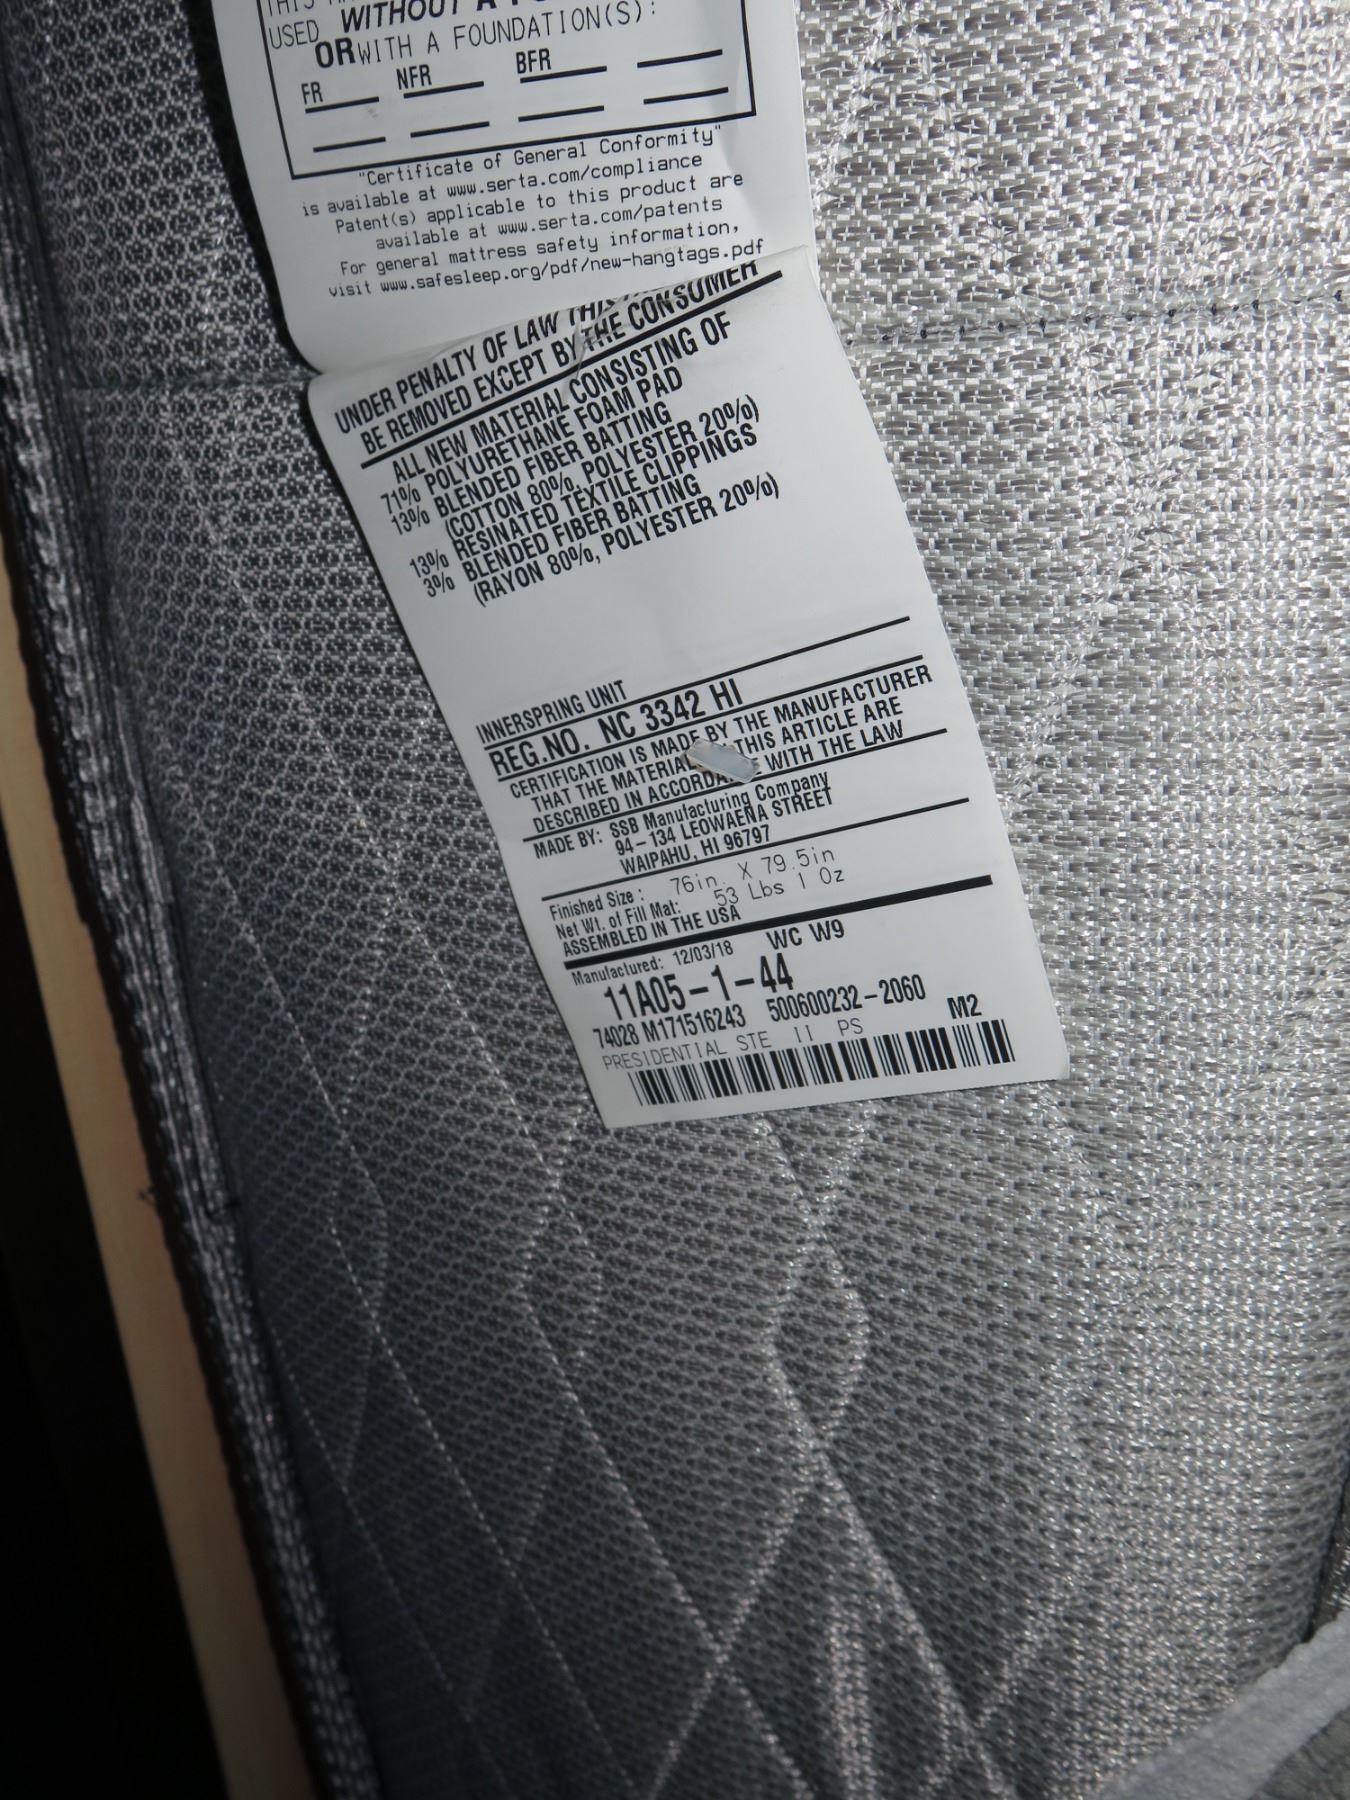 USED WITHOUT A
OR WITH A FOUNDATION(S):
FR NFR BFR
"Certificate of General Conformity"
is available at www.serta.com/compliance
Patent(s) applicable to this product are
available at www.serta.com/patents
For general mattress safety information,
visit www.safesleep.org/pdf/new-hangtags.pdf
UNDER PENALTY OF LAW THIS
BE REMOVED EXCEPT BY THE CONSUMER
ALL NEW MATERIAL CONSISTING OF
71% POLYURETHANE FOAM PAD
13% BLENDED FIBER BATTING
(COTTON 80%, POLYESTER 20%)
13% RESINATED TEXTILE CLIPPINGS
3% BLENDED FIBER BATTING
(RAYON 80%, POLYESTER 20%)
INNERSPRING UNIT
REG.NO. NC 3342 HI
CERTIFICATION IS MADE BY THE MANUFACTURER
THAT THE MATERIAL THIS ARTICLE ARE
DESCRIBED IN ACCORDANCE WITH THE LAW
MADE BY: SSB Manufacturing Company
94-134 LEOWAENA STREET
WAIPAHU, HI 96797
Finished Size: 76in. X 79.5in
Net Wt. of Fill Mat: 53 Lbs 1 Oz
ASSEMBLED IN THE USA
Manufactured: 12/03/18 WC W9
11A05-1-44
74028 M171516243 500600232-2060 M2
PRESIDENTIAL STE II PS